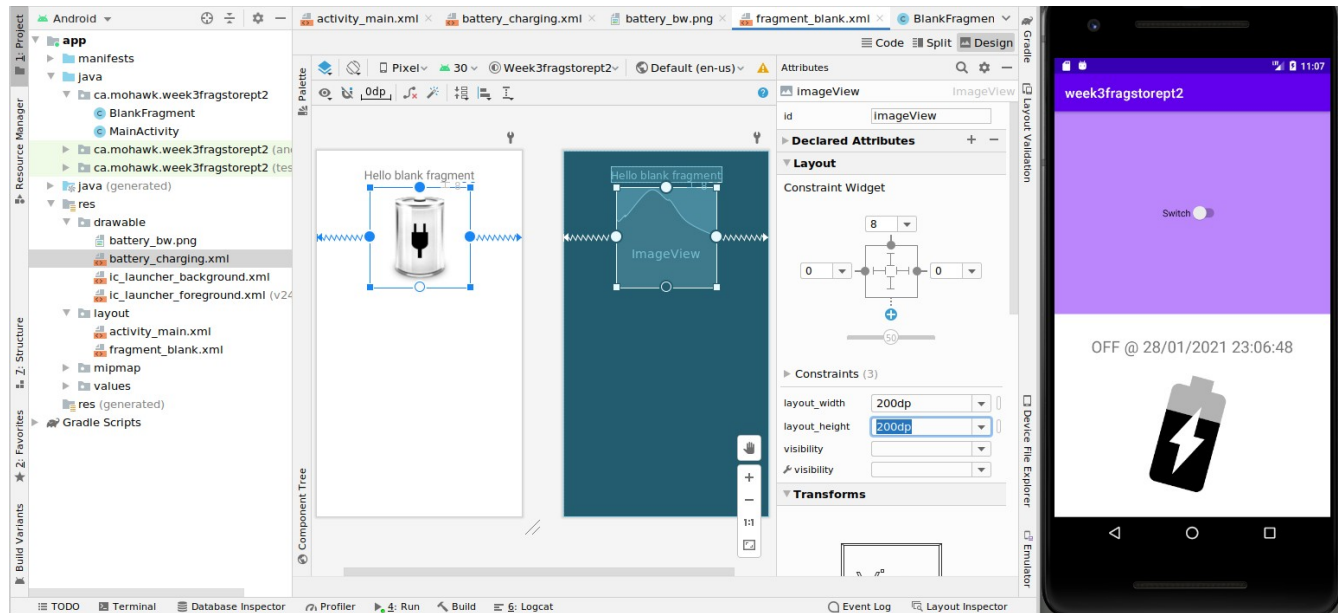 Android
activity_main.xml
battery_charging.xml
battery_bw.png
fragment_blank.xml
BlankFragmen
1: Project
Resource Manager
7: Structure
2: Favorites
Build Variants
app
manifests
java
ca.mohawk.week3fragstorept2
BlankFragment
MainActivity
ca.mohawk.week3fragstorept2 (an
ca.mohawk.week3fragstorept2 (tes
java (generated)
res
drawable
battery_bw.png
battery_charging.xml
ic_launcher_background.xml
ic_launcher_foreground.xml (v24
layout
activity_main.xml
fragment_blank.xml
mipmap
values
res (generated)
Gradle Scripts
Code
Split
Design
Palette
Component Tree
Pixel
30
Week3fragstorept2
Default (en-us)
0dp
Hello blank fragment
Hello blank fragment
ImageView
1:1
Attributes
imageView
ImageView
id
imageView
Declared Attributes
Layout
Constraint Widget
8
0
0
50
Constraints (3)
layout_width
200dp
layout_height
200dp
visibility
visibility
Transforms
Gradle
Layout Validation
Device File Explorer
Emulator
TODO
Terminal
Database Inspector
Profiler
4: Run
Build
6: Logcat
Event Log
Layout Inspector
11:07
week3fragstorept2
Switch
OFF @ 28/01/2021 23:06:48